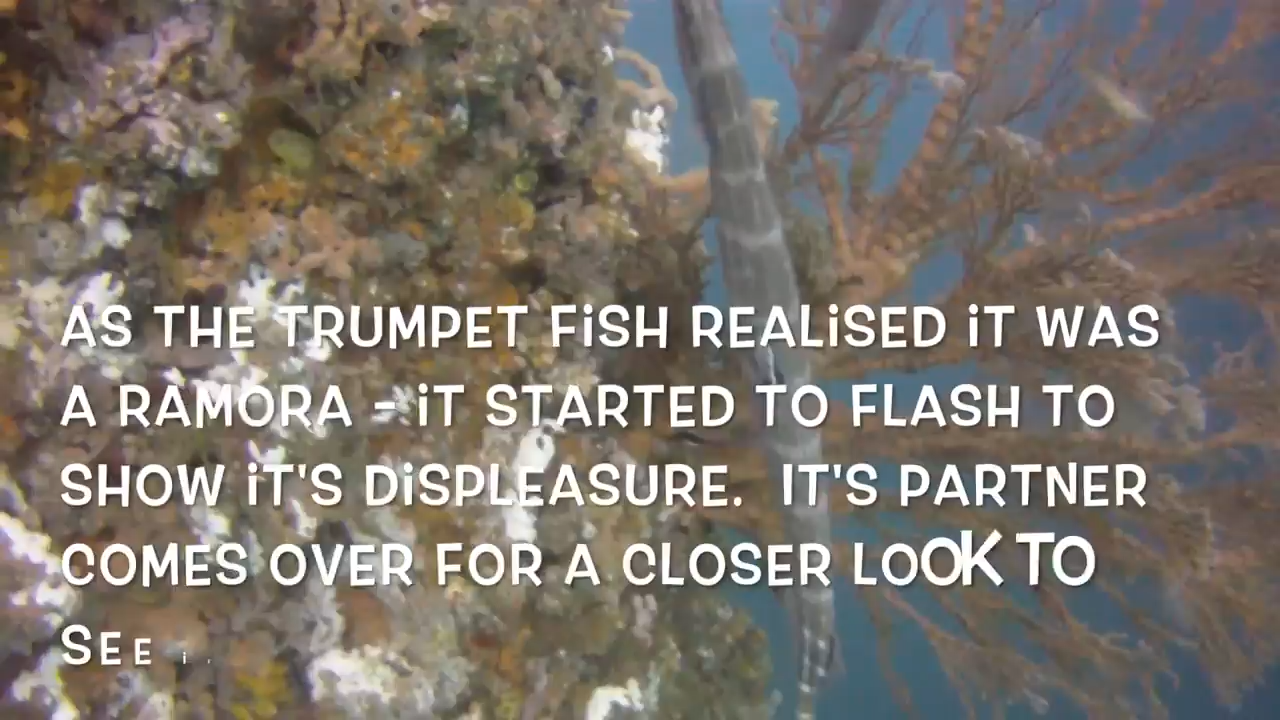 AS THE TRUMPET FiSH REALiSED iT WAS
A RAMORA - iT STARTED TO FLASH TO
SHOW iT'S DiSPLEASURE.  IT'S PARTNER
COMES OVER FOR A CLOSER LOOK TO
SEE